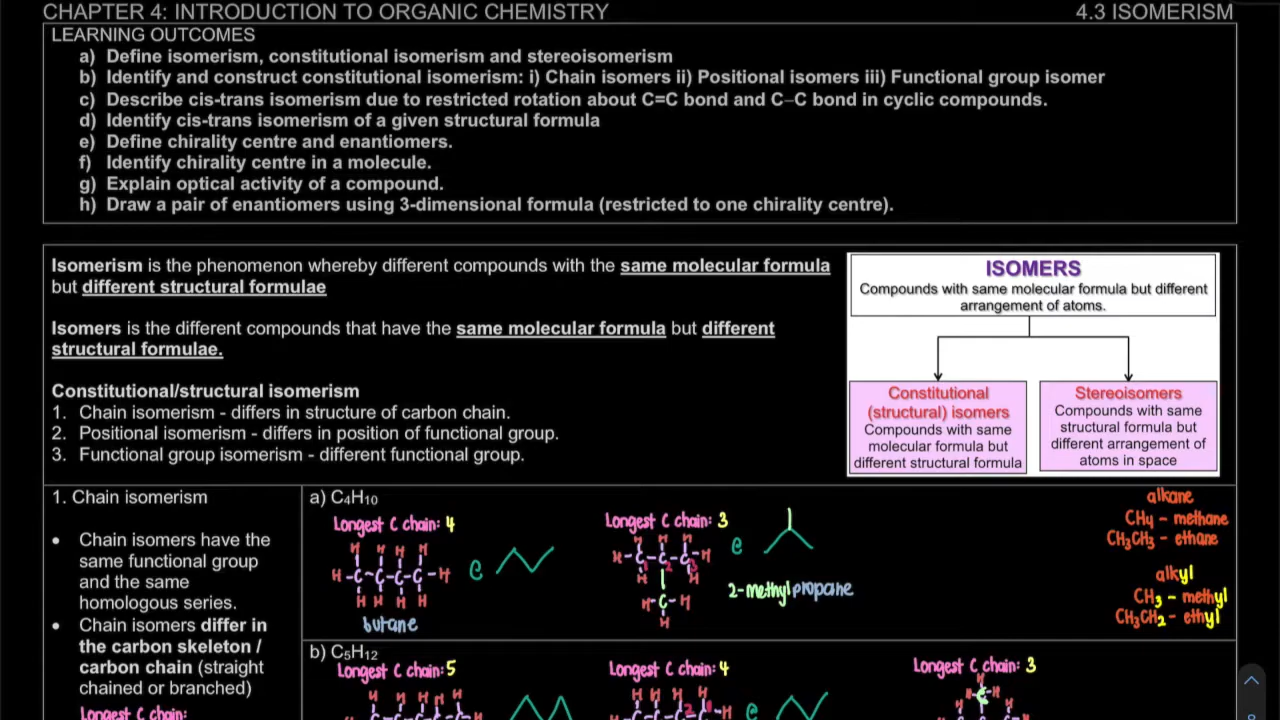 CHAPTER 4: INTRODUCTION TO ORGANIC CHEMISTRY
4.3 ISOMERISM
LEARNING OUTCOMES
a) Define isomerism, constitutional isomerism and stereoisomerism
b) Identify and construct constitutional isomerism: i) Chain isomers ii) Positional isomers iii) Functional group isomer
c) Describe cis-trans isomerism due to restricted rotation about C=C bond and C–C bond in cyclic compounds.
d) Identify cis-trans isomerism of a given structural formula
e) Define chirality centre and enantiomers.
f) Identify chirality centre in a molecule.
g) Explain optical activity of a compound.
h) Draw a pair of enantiomers using 3-dimensional formula (restricted to one chirality centre).
Isomerism is the phenomenon whereby different compounds with the same molecular formula
but different structural formulae
Isomers is the different compounds that have the same molecular formula but different
structural formulae.
Constitutional/structural isomerism
1. Chain isomerism - differs in structure of carbon chain.
2. Positional isomerism - differs in position of functional group.
3. Functional group isomerism - different functional group.
ISOMERS
Compounds with same molecular formula but different
arrangement of atoms.
Constitutional
(structural) isomers
Compounds with same
molecular formula but
different structural formula
Stereoisomers
Compounds with same
structural formula but
different arrangement of
atoms in space
1. Chain isomerism
• Chain isomers have the
same functional group
and the same
homologous series.
• Chain isomers differ in
the carbon skeleton /
carbon chain (straight
chained or branched)
Longest C chain:
a) C₄H₁₀
Longest C chain: 4
H H H H
H-C-C-C-C-H
H H H H
butane
@
Longest C chain: 3
H H H
H-C-C-C-H
1 2 3
H H
H-C-H
H
@
2-methylpropane
alkane
CH₄ – methane
CH₃CH₃ – ethane
alkyl
CH₃ – methyl
CH₃CH₂ – ethyl
b) C₅H₁₂
Longest C chain: 5
H H H H H
Longest C chain: 4
H H H H
@
Longest C chain: 3
H
H-C-H